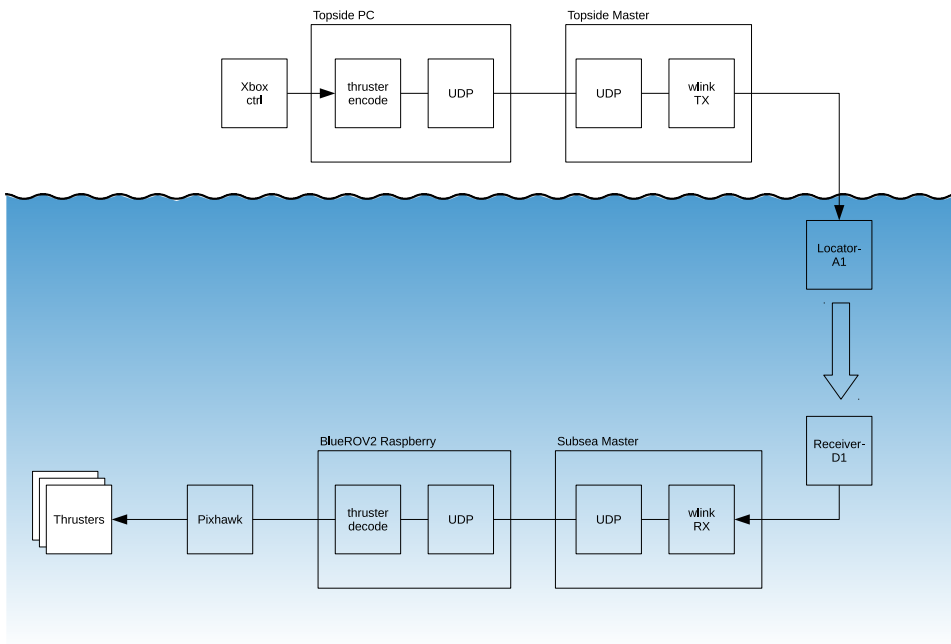 Topside PC
Topside Master
Xbox
ctrl
thruster
encode
UDP
UDP
wlink
TX
Locator-
A1
Receiver-
D1
BlueROV2 Raspberry
Subsea Master
Thrusters
Pixhawk
thruster
decode
UDP
UDP
wlink
RX